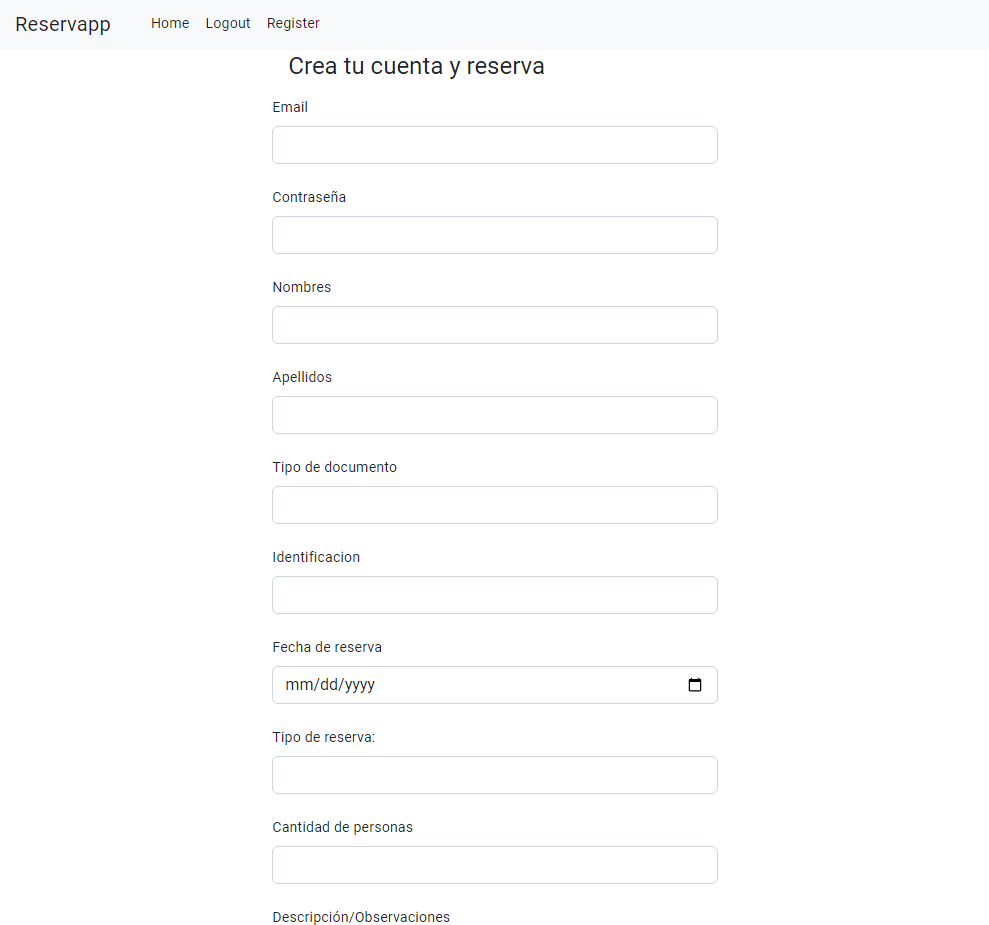 Reservapp Home Logout Register
Crea tu cuenta y reserva
Email
Contraseña
Nombres
Apellidos
Tipo de documento
Identificacion
Fecha de reserva
mm/dd/yyyy
Tipo de reserva:
Cantidad de personas
Descripción/Observaciones